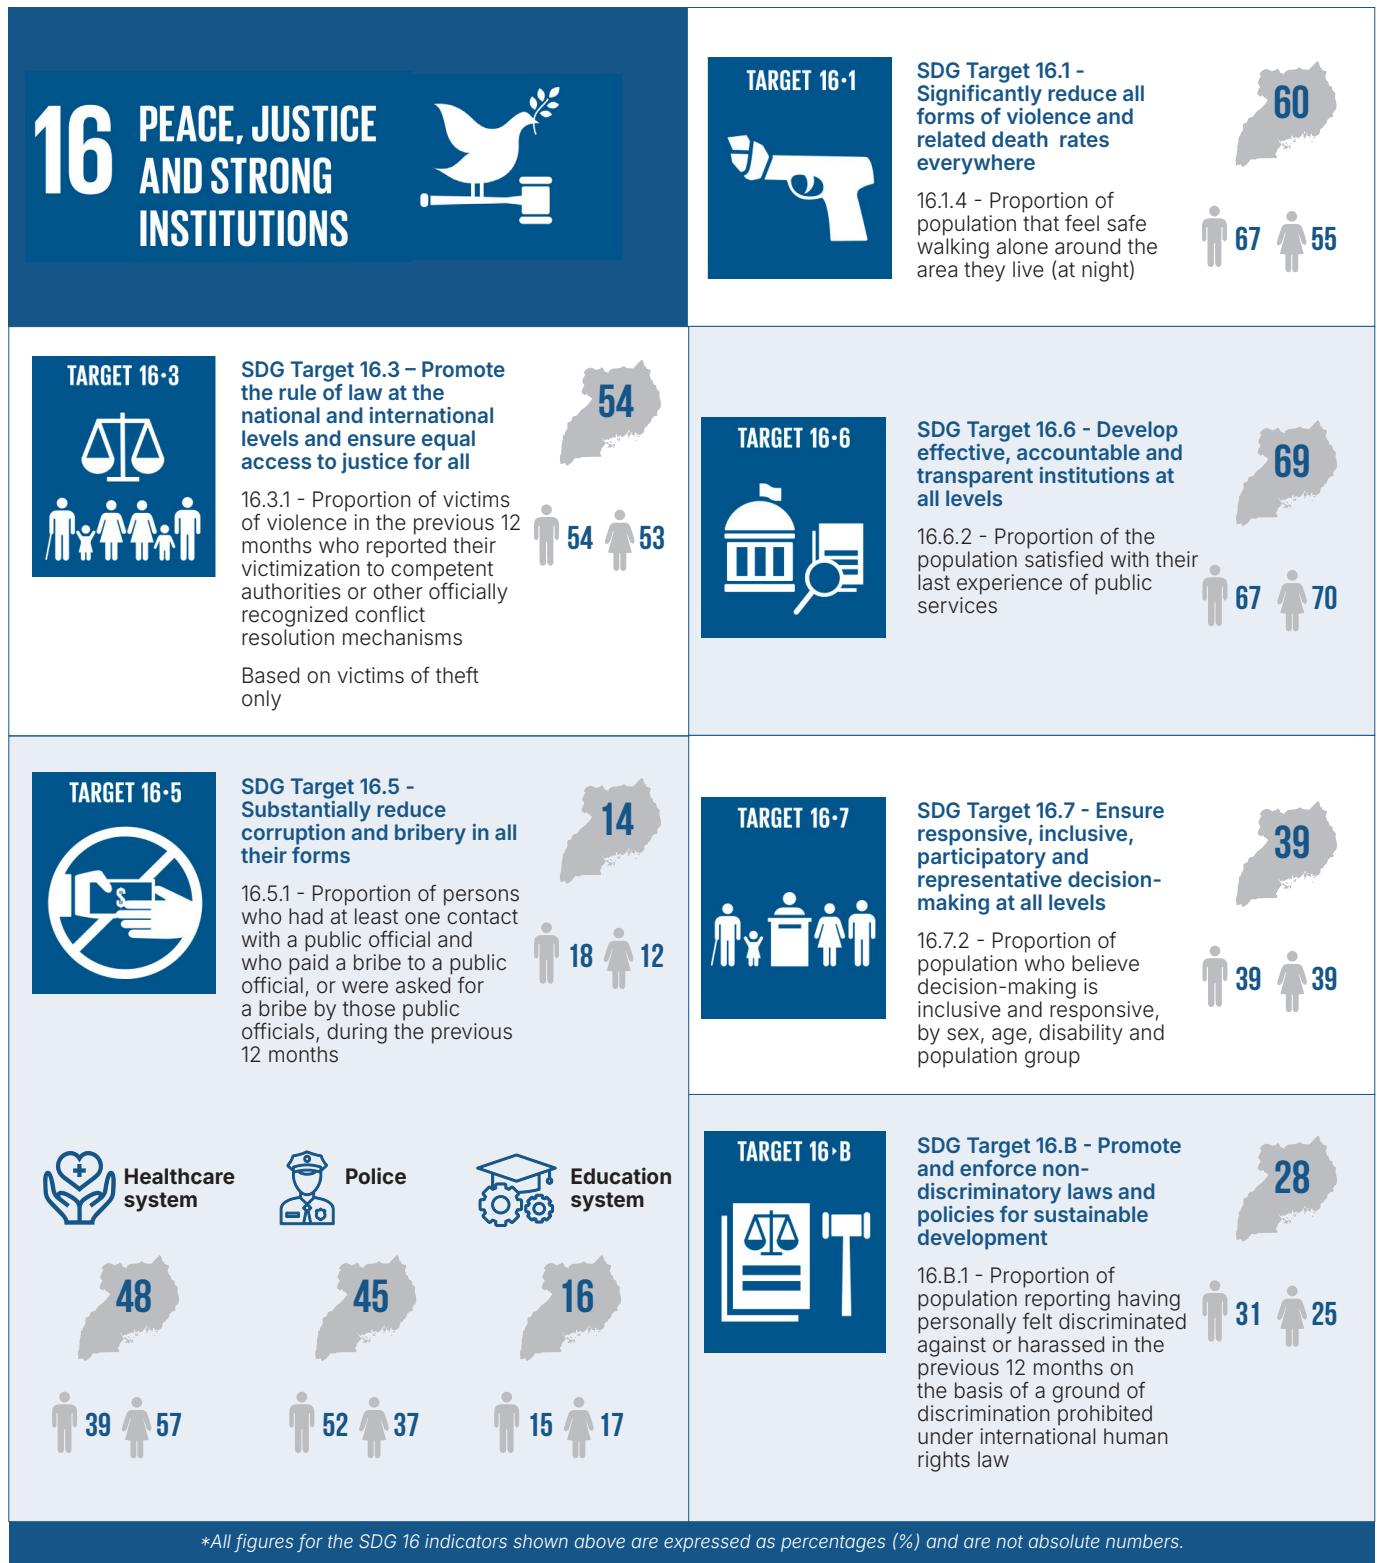 16
PEACE, JUSTICE
AND STRONG
INSTITUTIONS
TARGET 16·1
SDG Target 16.1 -
Significantly reduce all
forms of violence and
related death rates
everywhere
16.1.4 - Proportion of
population that feel safe
walking alone around the
area they live (at night)
60
67 55
TARGET 16·3
SDG Target 16.3 – Promote
the rule of law at the
national and international
levels and ensure equal
access to justice for all
16.3.1 - Proportion of victims
of violence in the previous 12
months who reported their
victimization to competent
authorities or other officially
recognized conflict
resolution mechanisms
Based on victims of theft
only
54
54 53
TARGET 16·6
SDG Target 16.6 - Develop
effective, accountable and
transparent institutions at
all levels
16.6.2 - Proportion of the
population satisfied with their
last experience of public
services
69
67 70
TARGET 16·5
$
SDG Target 16.5 -
Substantially reduce
corruption and bribery in all
their forms
16.5.1 - Proportion of persons
who had at least one contact
with a public official and
who paid a bribe to a public
official, or were asked for
a bribe by those public
officials, during the previous
12 months
14
18 12
Healthcare
system
48
39 57
Police
45
52 37
Education
system
16
15 17
TARGET 16·7
SDG Target 16.7 - Ensure
responsive, inclusive,
participatory and
representative decision-
making at all levels
16.7.2 - Proportion of
population who believe
decision-making is
inclusive and responsive,
by sex, age, disability and
population group
39
39 39
TARGET 16·B
SDG Target 16.B - Promote
and enforce non-
discriminatory laws and
policies for sustainable
development
16.B.1 - Proportion of
population reporting having
personally felt discriminated
against or harassed in the
previous 12 months on
the basis of a ground of
discrimination prohibited
under international human
rights law
28
31 25
*All figures for the SDG 16 indicators shown above are expressed as percentages (%) and are not absolute numbers.